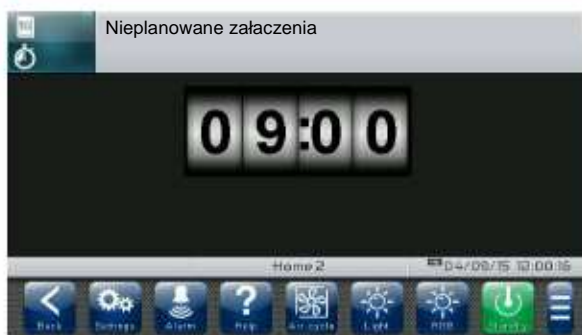 Nieplanowane załaczenia
09:00
Home 2
04/09/15 12:00:16
Back Settings Alarm ? Help Air cycle Light Standby